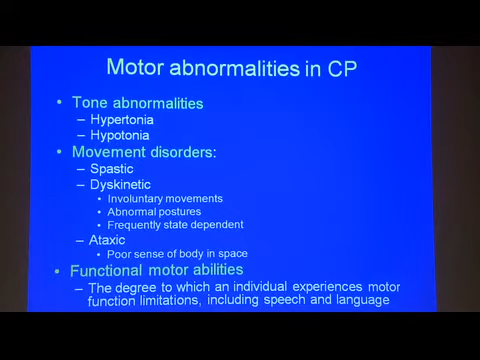 Motor abnormalities in CP
• Tone abnormalities
– Hypertonia
– Hypotonia
• Movement disorders:
– Spastic
– Dyskinetic
• Involuntary movements
• Abnormal postures
• Frequently state dependent
– Ataxic
• Poor sense of body in space
• Functional motor abilities
– The degree to which an individual experiences motor
function limitations, including speech and language